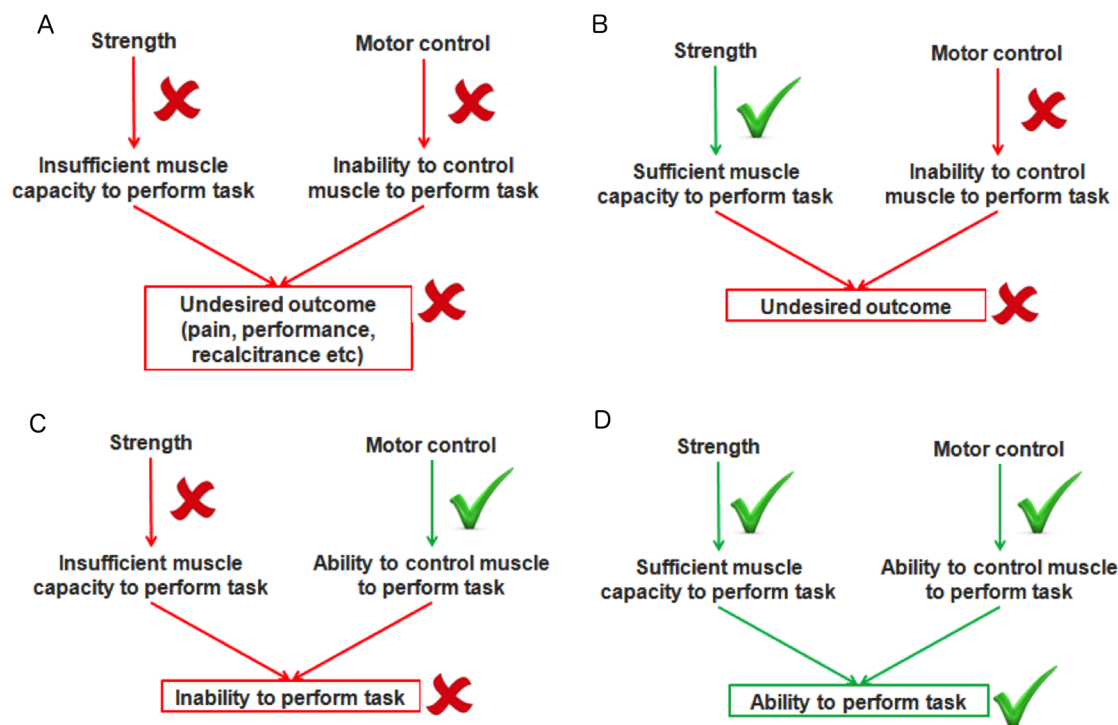 A
Strength
Motor control
Insufficient muscle
capacity to perform task
Inability to control
muscle to perform task
Undesired outcome
(pain, performance,
recalcitrance etc)
B
Strength
Motor control
Sufficient muscle
capacity to perform task
Inability to control
muscle to perform task
Undesired outcome
C
Strength
Motor control
Insufficient muscle
capacity to perform task
Ability to control muscle
to perform task
Inability to perform task
D
Strength
Motor control
Sufficient muscle
capacity to perform task
Ability to control muscle
to perform task
Ability to perform task